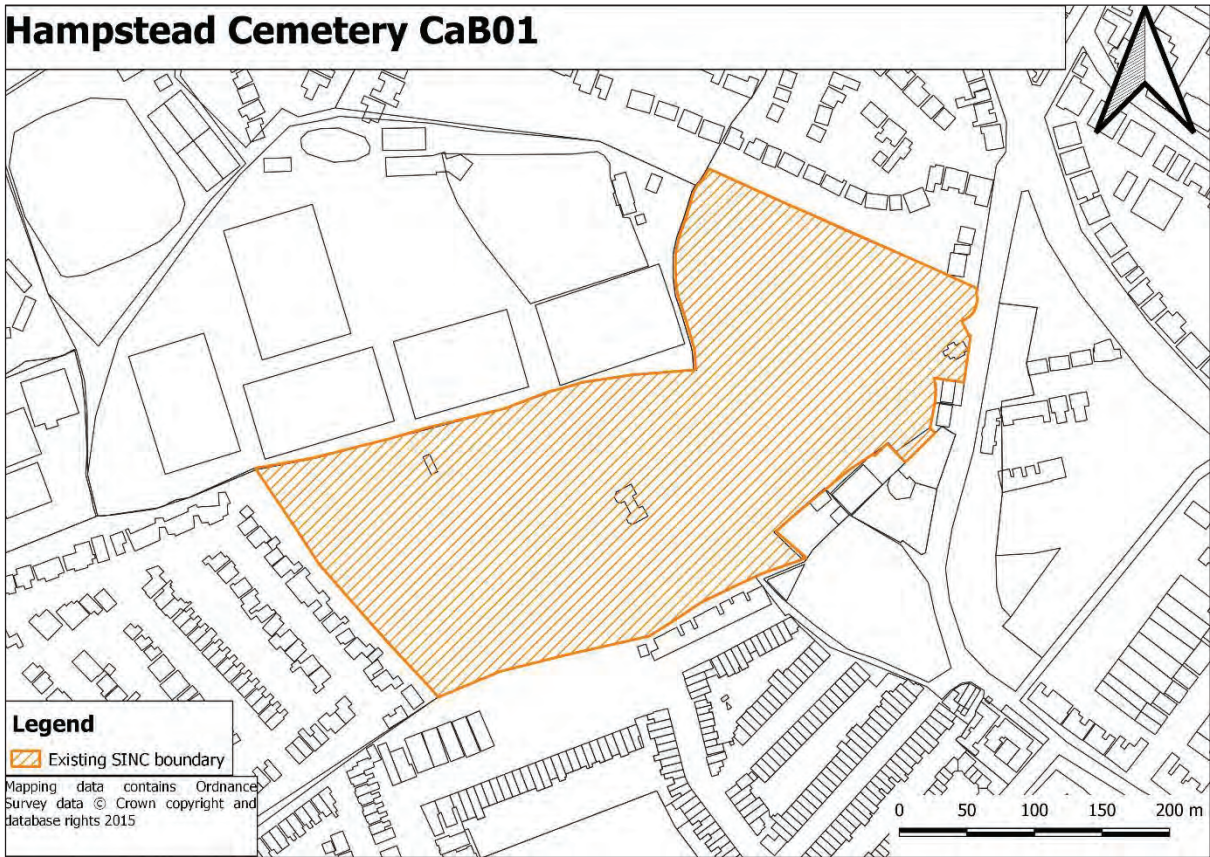 Hampstead Cemetery CaB01
Legend
Existing SINC boundary
Mapping data contains Ordnance
Survey data © Crown copyright and
database rights 2015
0 50 100 150 200 m